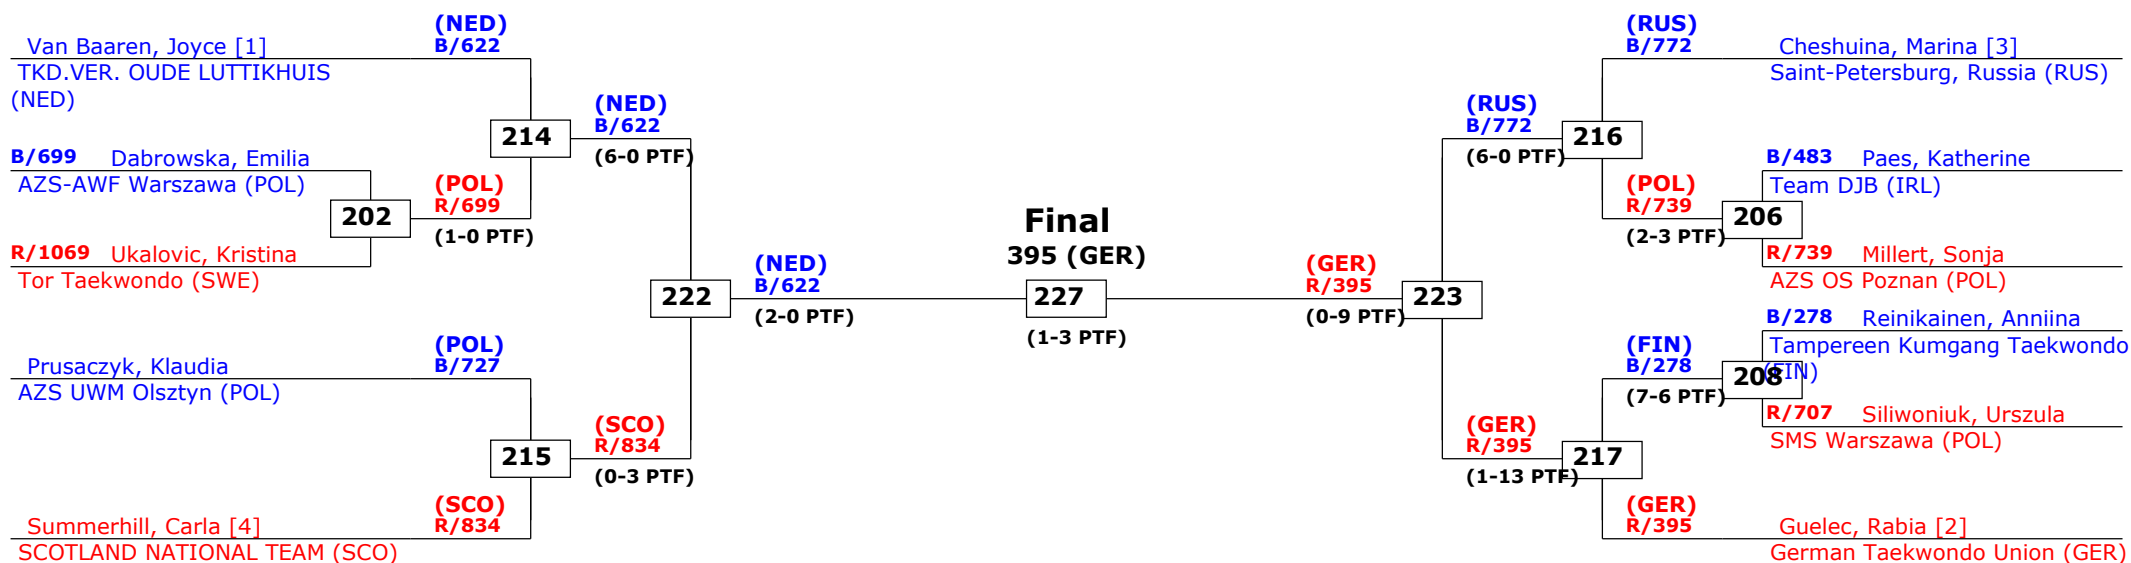 (NED)
B/622
Van Baaren, Joyce [1]
TKD.VER. OUDE LUTTIKHUIS
(NED)
214
(NED)
B/622
(6-0 PTF)
B/699 Dabrowska, Emilia
AZS-AWF Warszawa (POL)
202
(POL)
R/699
(1-0 PTF)
R/1069 Ukalovic, Kristina
Tor Taekwondo (SWE)
222
(NED)
B/622
(2-0 PTF)
(POL)
B/727
Prusaczyk, Klaudia
AZS UWM Olsztyn (POL)
215
(SCO)
R/834
(0-3 PTF)
(SCO)
R/834
Summerhill, Carla [4]
SCOTLAND NATIONAL TEAM (SCO)
Final
395 (GER)
227
(1-3 PTF)
(RUS)
B/772
Cheshuina, Marina [3]
Saint-Petersburg, Russia (RUS)
(RUS)
B/772
(6-0 PTF)
216
B/483 Paes, Katherine
Team DJB (IRL)
(POL)
R/739
(2-3 PTF)
206
R/739 Millert, Sonja
AZS OS Poznan (POL)
(GER)
R/395
(0-9 PTF)
223
B/278 Reinikainen, Anniina
Tampereen Kumgang Taekwondo
(FIN)
(FIN)
B/278
(7-6 PTF)
208
R/707 Siliwoniuk, Urszula
SMS Warszawa (POL)
(GER)
R/395
(1-13 PTF)
217
(GER)
R/395
Guelec, Rabia [2]
German Taekwondo Union (GER)